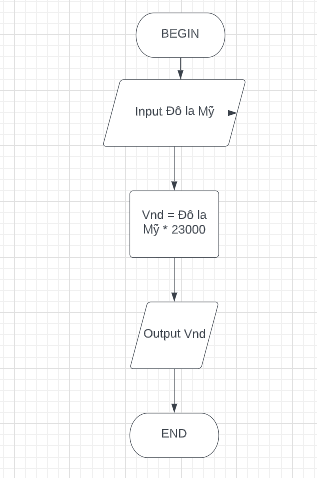 BEGIN
Input Đô la Mỹ
Vnd = Đô la
Mỹ * 23000
Output Vnd
END